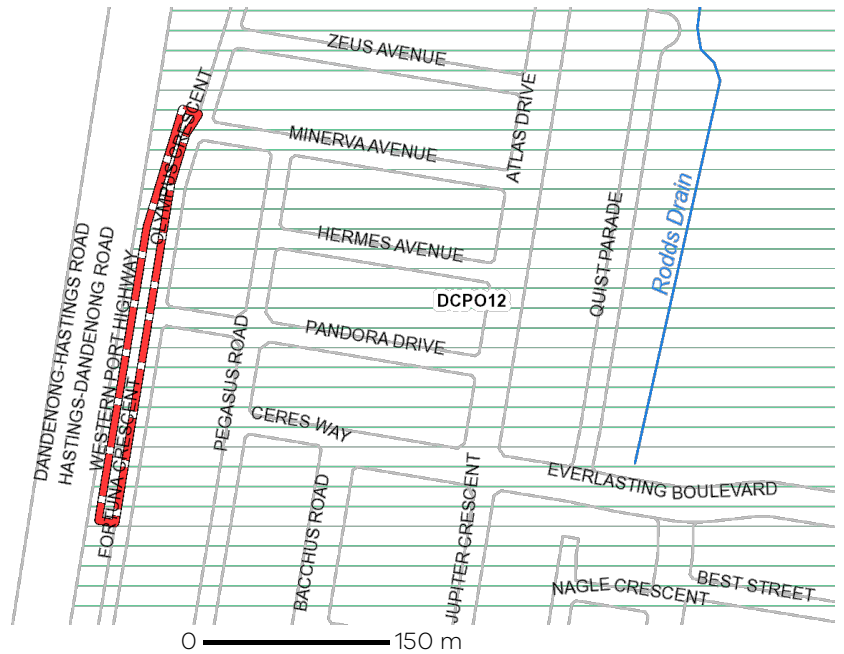 ZEUS AVENUE
OLYMPUS CRESCENT
ATLAS DRIVE
MINERVA AVENUE
Rodds Drain
QUIST PARADE
HERMES AVENUE
DANDENONG-HASTINGS ROAD
HASTINGS-DANDENONG ROAD
WESTERN PORT HIGHWAY
DCPO12
PANDORA DRIVE
PEGASUS ROAD
FORTUNA CRESCENT
CERES WAY
EVERLASTING BOULEVARD
JUPITER CRESCENT
BACCHUS ROAD
NAGLE CRESCENT
BEST STREET
0 150 m